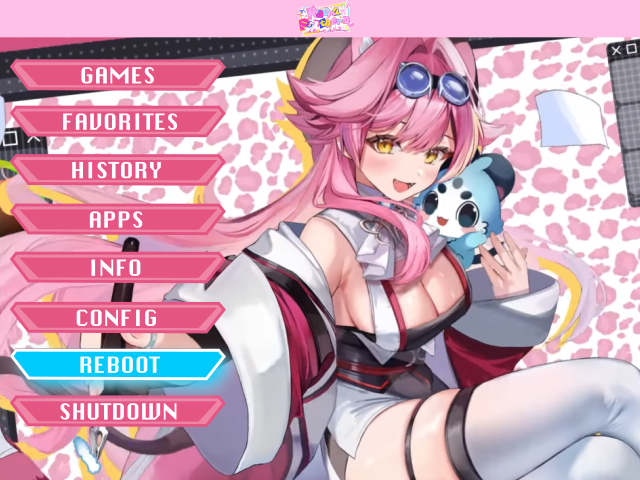 GAMES
FAVORITES
HISTORY
APPS
INFO
CONFIG
REBOOT
SHUTDOWN